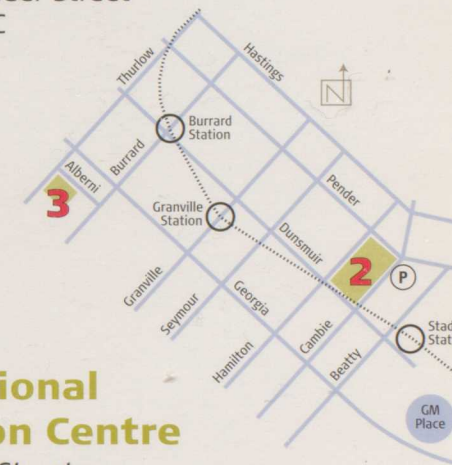 Street
Thurlow
Hastings
N
Burrard
Station
Burrard
Alberni
3
Pender
Granville
Station
Dunsmuir
2
P
Granville
Seymour
Georgia
Hamilton
Cambie
Beatty
GM
Place
ional
on Centre